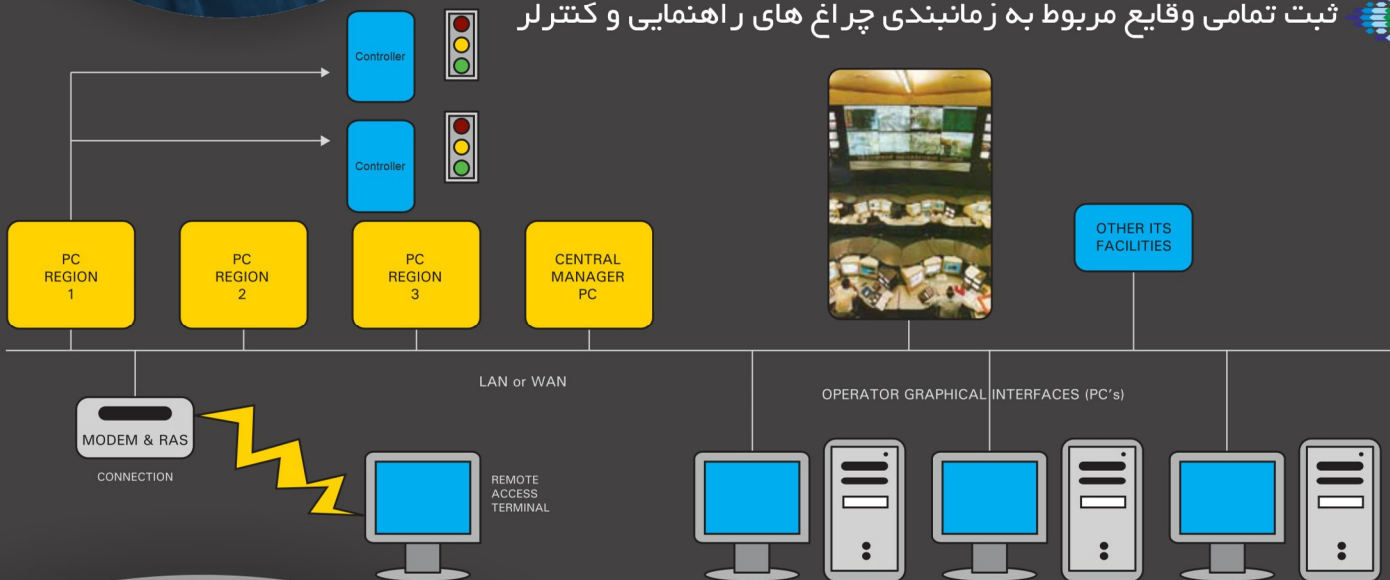 ثبت تمامی وقایع مربوط به زمانبندی چراغ های راهنمایی و کنترلر
Controller
Controller
PC
REGION
1
PC
REGION
2
PC
REGION
3
CENTRAL
MANAGER
PC
OTHER ITS
FACILITIES
LAN or WAN
OPERATOR GRAPHICAL INTERFACES (PC's)
MODEM & RAS
CONNECTION
REMOTE
ACCESS
TERMINAL